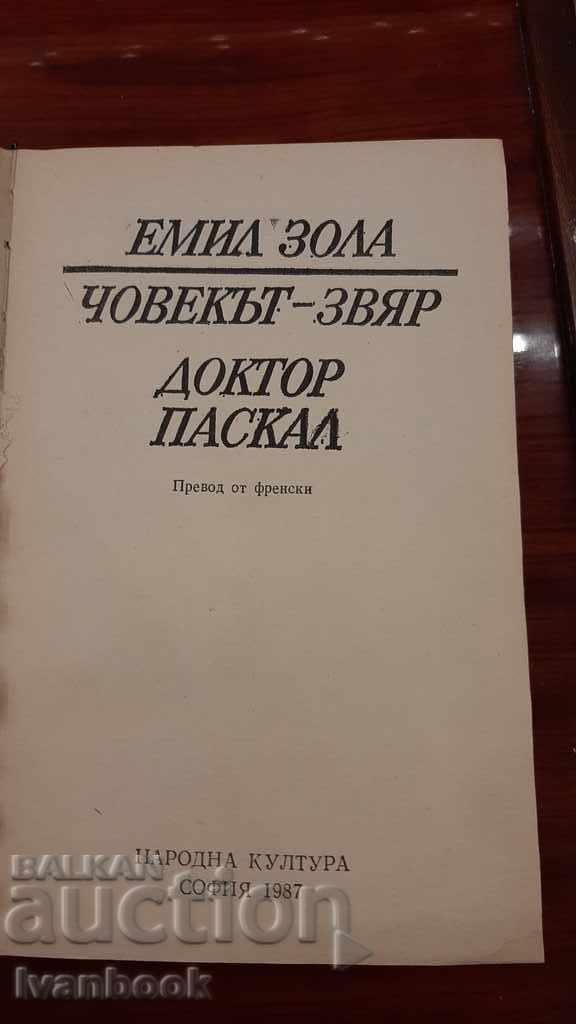 ЕМИЛ ЗОЛА
ЧОВЕКЪТ-ЗВЯР
ДОКТОР
ПАСКАЛ
Превод от френски
НАРОДНА КУЛТУРА
СОФИЯ 1987
BALKAN
auction
Ivanbook